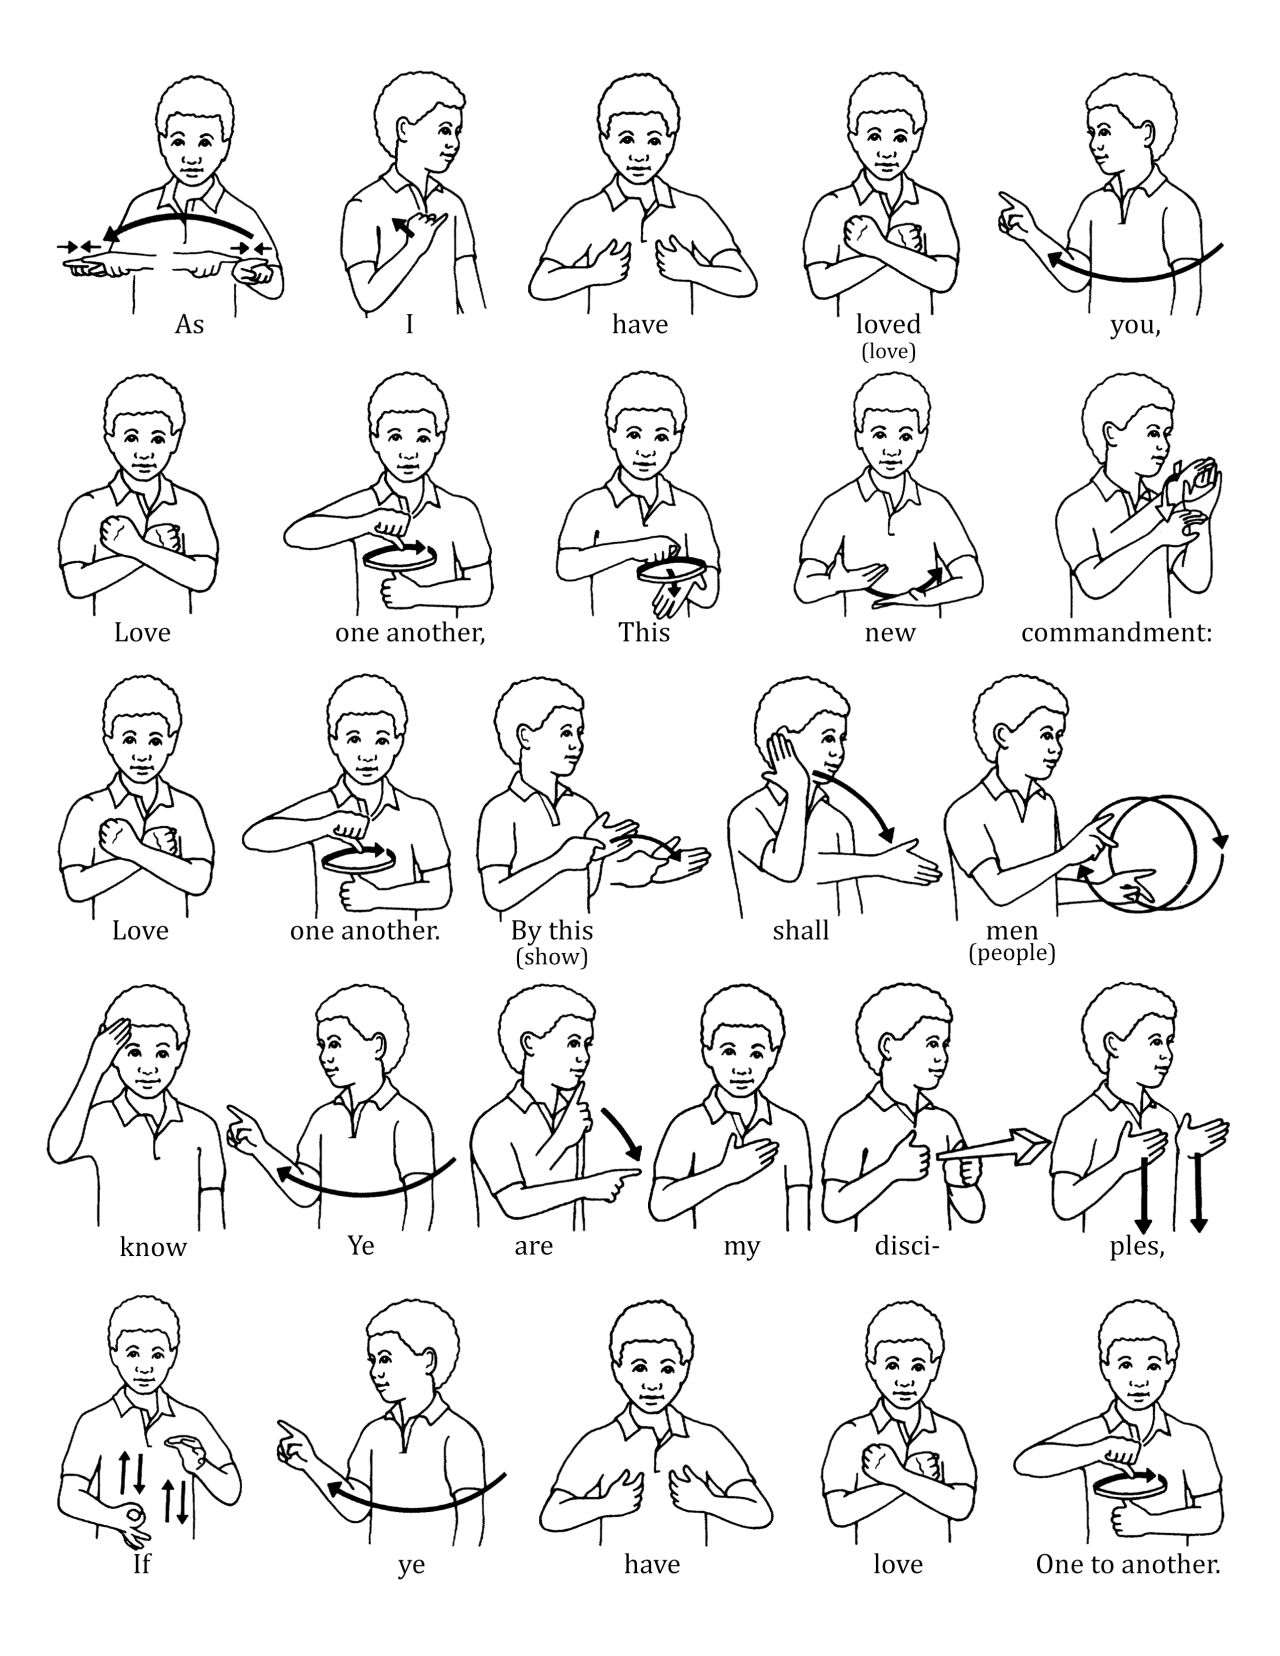 As I have loved you,
(love)
Love one another, This new commandment:
Love one another. By this shall men
(show) (people)
know Ye are my disci- ples,
If ye have love One to another.